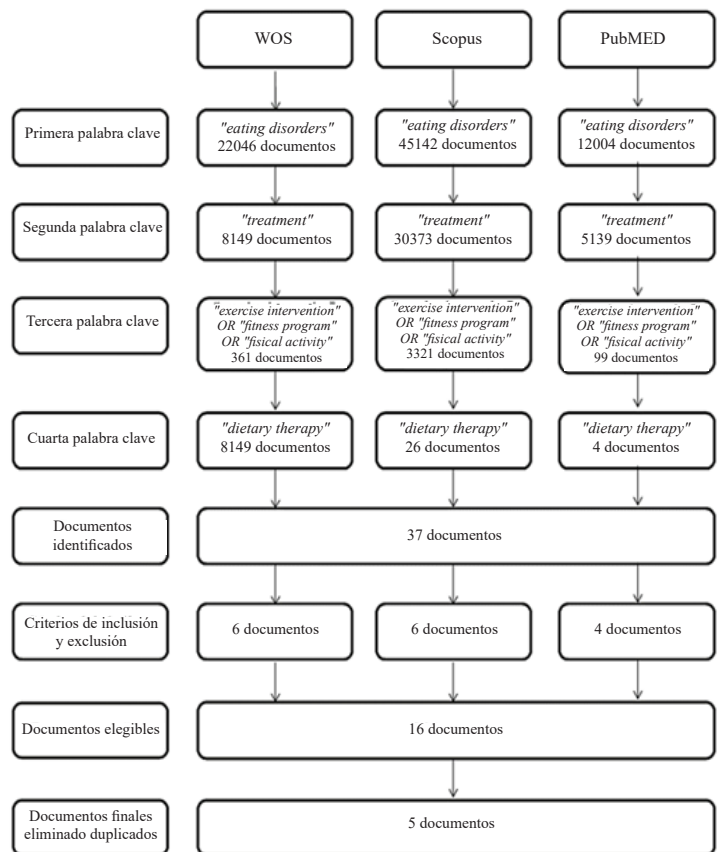 WOS
Scopus
PubMED
Primera palabra clave
"eating disorders"
22046 documentos
"eating disorders"
45142 documentos
"eating disorders"
12004 documentos
Segunda palabra clave
"treatment"
8149 documentos
"treatment"
30373 documentos
"treatment"
5139 documentos
Tercera palabra clave
"exercise intervention"
OR "fitness program"
OR "fisical activity"
361 documentos
"exercise intervention"
OR "fitness program"
OR "fisical activity"
3321 documentos
"exercise intervention"
OR "fitness program"
OR "fisical activity"
99 documentos
Cuarta palabra clave
"dietary therapy"
8149 documentos
"dietary therapy"
26 documentos
"dietary therapy"
4 documentos
Documentos
identificados
37 documentos
Criterios de inclusión
y exclusión
6 documentos
6 documentos
4 documentos
Documentos elegibles
16 documentos
Documentos finales
eliminado duplicados
5 documentos